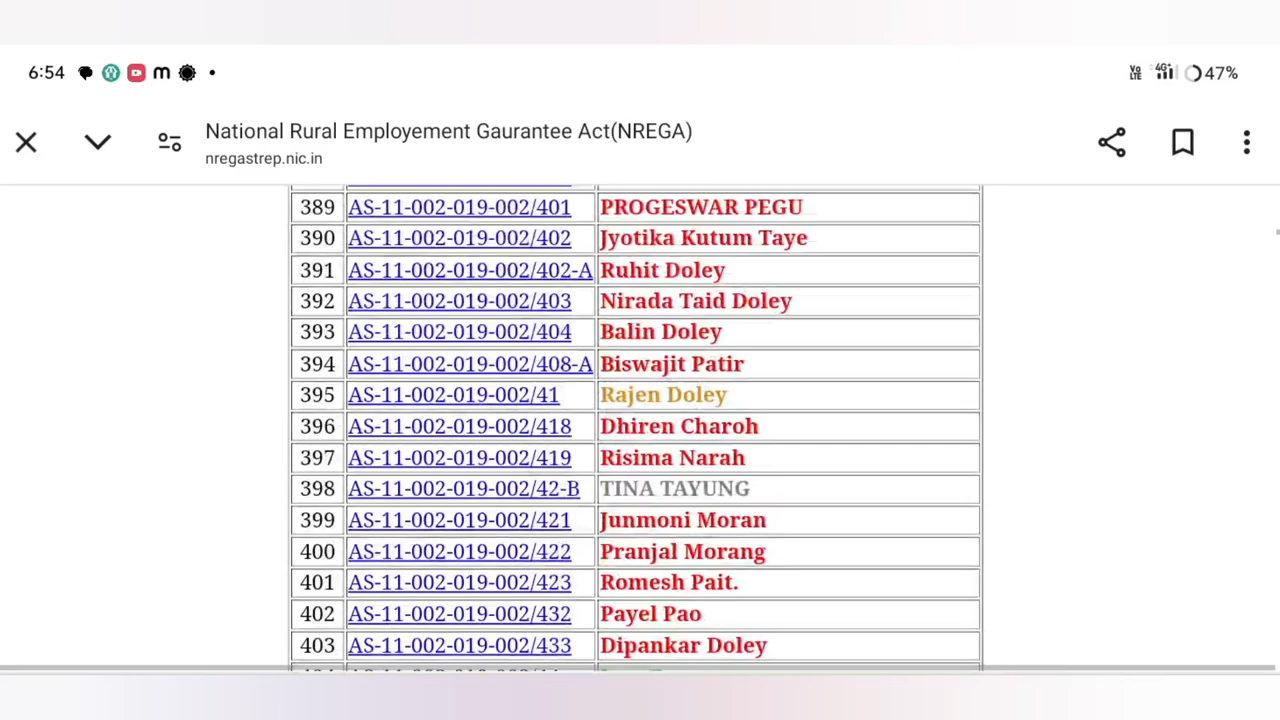 6:54 m 47%
Vo LTE 4G+
National Rural Employement Gaurantee Act(NREGA)
nregastrep.nic.in
389 AS-11-002-019-002/401 PROGESWAR PEGU
390 AS-11-002-019-002/402 Jyotika Kutum Taye
391 AS-11-002-019-002/402-A Ruhit Doley
392 AS-11-002-019-002/403 Nirada Taid Doley
393 AS-11-002-019-002/404 Balin Doley
394 AS-11-002-019-002/408-A Biswajit Patir
395 AS-11-002-019-002/41 Rajen Doley
396 AS-11-002-019-002/418 Dhiren Charoh
397 AS-11-002-019-002/419 Risima Narah
398 AS-11-002-019-002/42-B TINA TAYUNG
399 AS-11-002-019-002/421 Junmoni Moran
400 AS-11-002-019-002/422 Pranjal Morang
401 AS-11-002-019-002/423 Romesh Pait.
402 AS-11-002-019-002/432 Payel Pao
403 AS-11-002-019-002/433 Dipankar Doley